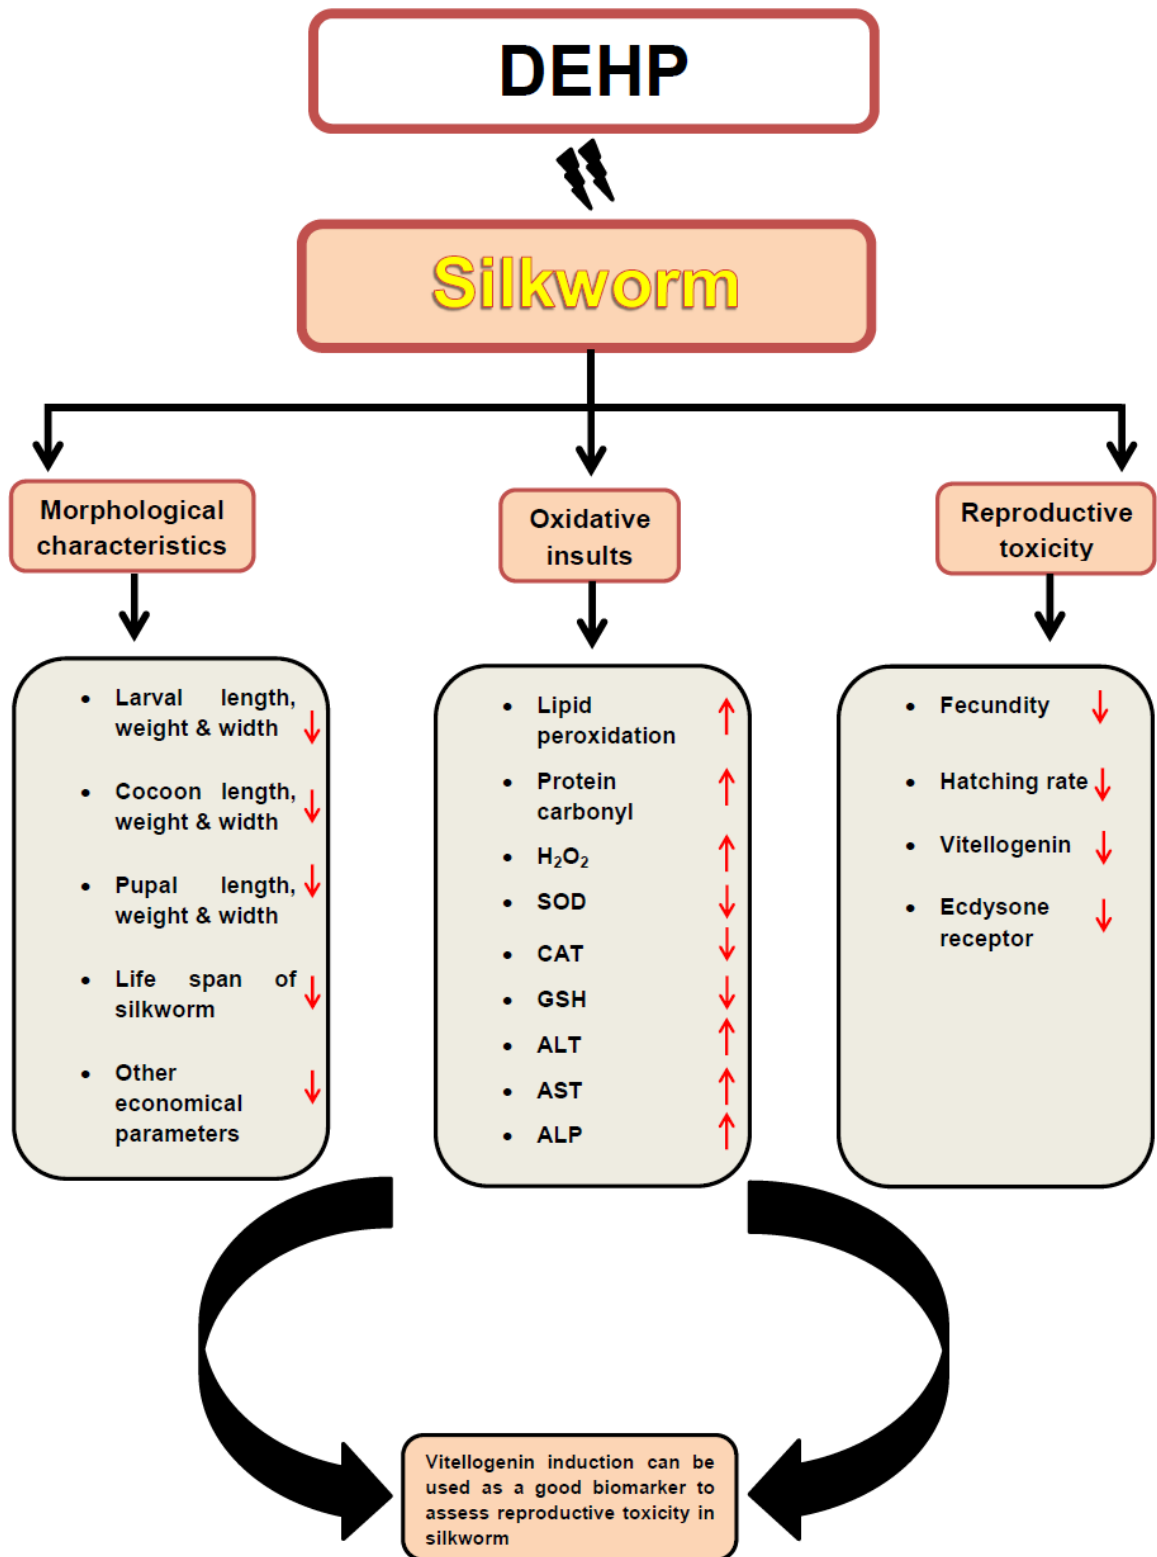 DEHP
Silkworm
Morphological
characteristics
Oxidative
insults
Reproductive
toxicity
• Larval length,
weight & width
• Cocoon length,
weight & width
• Pupal length,
weight & width
• Life span of
silkworm
• Other
economical
parameters
• Lipid
peroxidation
• Protein
carbonyl
• H₂O₂
• SOD
• CAT
• GSH
• ALT
• AST
• ALP
• Fecundity
• Hatching rate
• Vitellogenin
• Ecdysone
receptor
Vitellogenin induction can be
used as a good biomarker to
assess reproductive toxicity in
silkworm